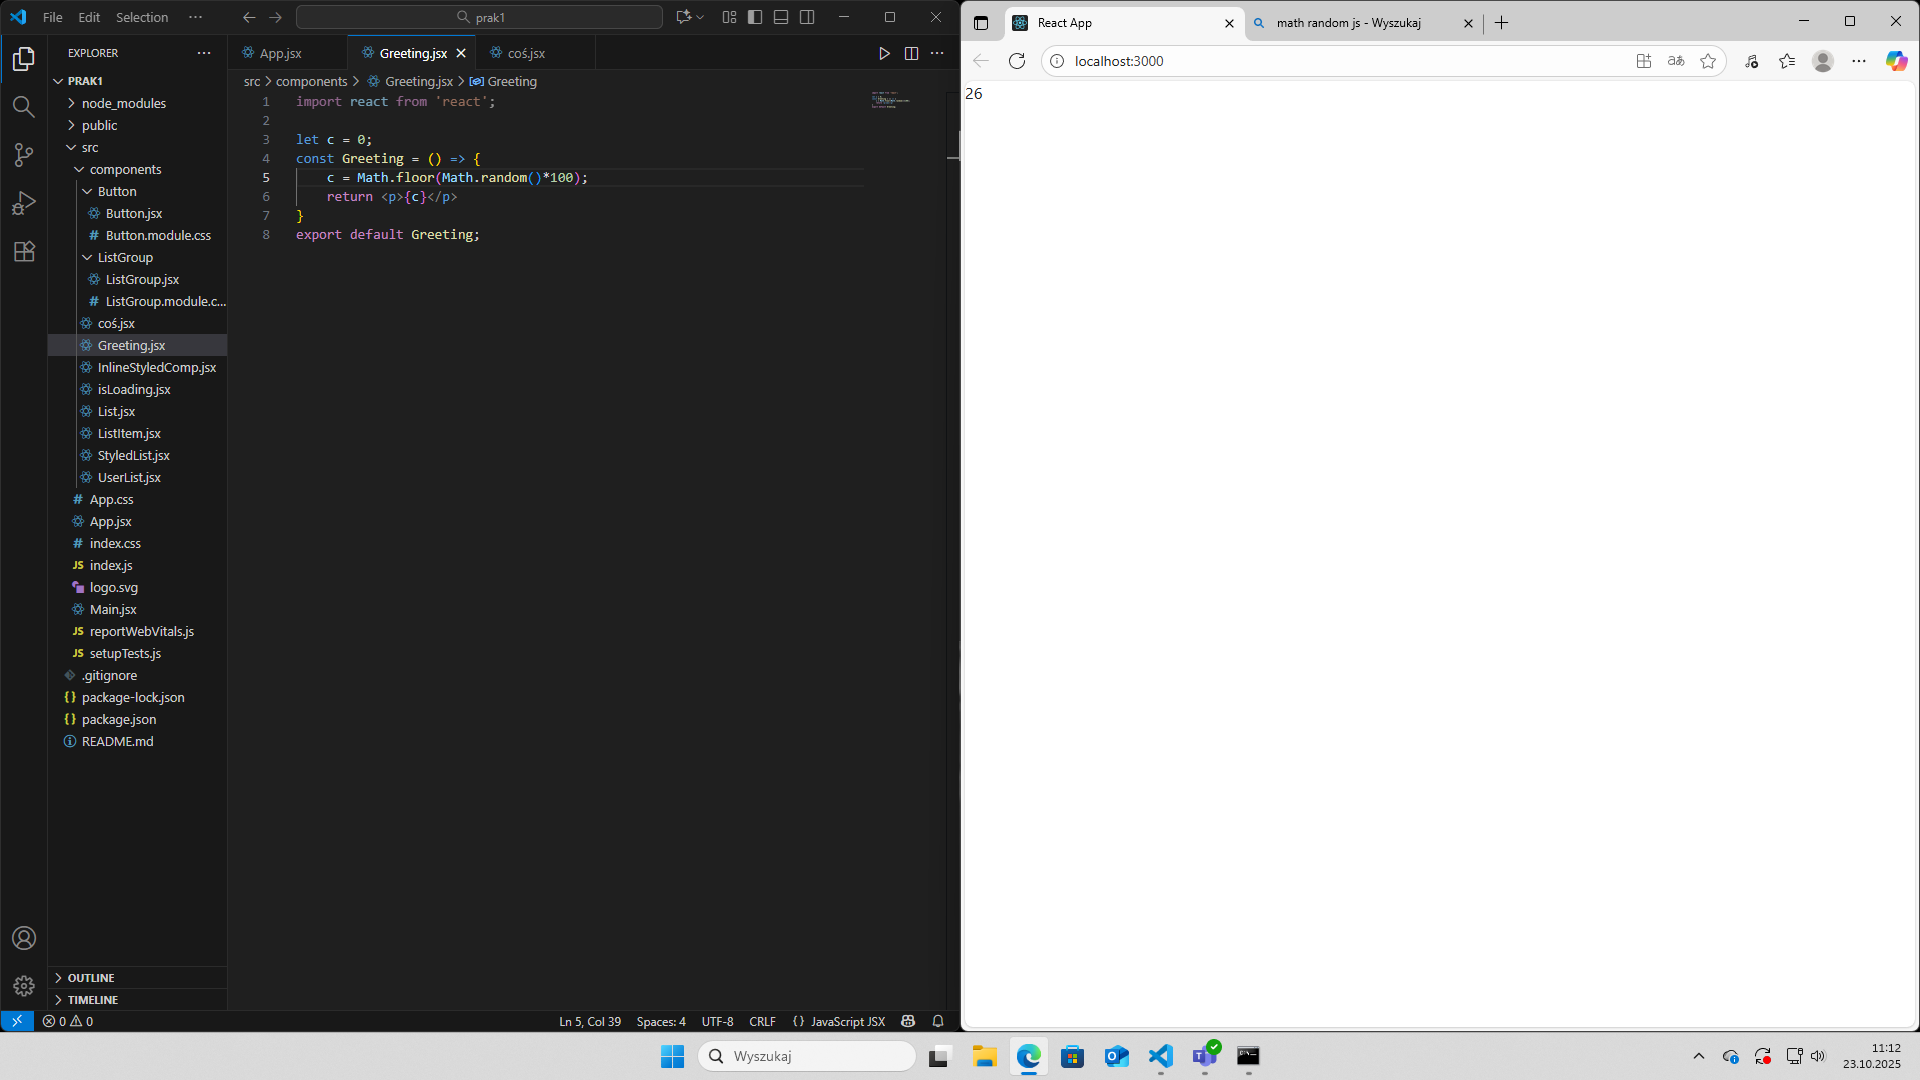 File Edit Selection ··· prak1
EXPLORER
PRAK1
node_modules
public
src
components
Button
Button.jsx
Button.module.css
ListGroup
ListGroup.jsx
ListGroup.module.c...
coś.jsx
Greeting.jsx
InlineStyledComp.jsx
isLoading.jsx
List.jsx
ListItem.jsx
StyledList.jsx
UserList.jsx
App.css
App.jsx
index.css
index.js
logo.svg
Main.jsx
reportWebVitals.js
setupTests.js
.gitignore
package-lock.json
package.json
README.md
OUTLINE
TIMELINE
App.jsx Greeting.jsx coś.jsx
src > components > Greeting.jsx > Greeting
1 import react from 'react';
2
3 let c = 0;
4 const Greeting = () => {
5 c = Math.floor(Math.random()*100);
6 return <p>{c}</p>
7 }
8 export default Greeting;
0 0 Ln 5, Col 39 Spaces: 4 UTF-8 CRLF {} JavaScript JSX
React App math random js - Wyszukaj
localhost:3000
26
Wyszukaj
11:12
23.10.2025